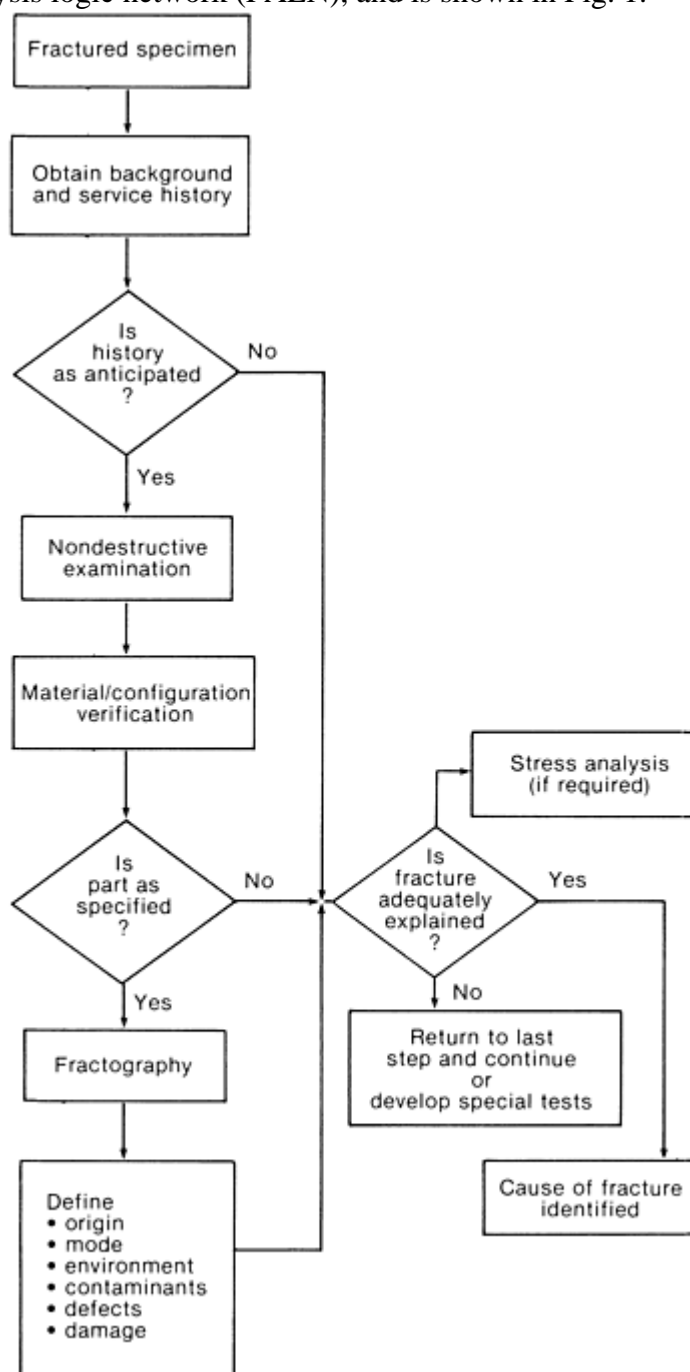 ysis logic network (FALN), and is shown in Fig. 1.
Fractured specimen
Obtain background
and service history
Is
history
as anticipated
?
No
Yes
Nondestructive
examination
Material/configuration
verification
Is
part as
specified
?
No
Yes
Fractography
Define
• origin
• mode
• environment
• contaminants
• defects
• damage
Stress analysis
(if required)
Is
fracture
adequately
explained
?
Yes
No
Return to last
step and continue
or
develop special tests
Cause of fracture
identified